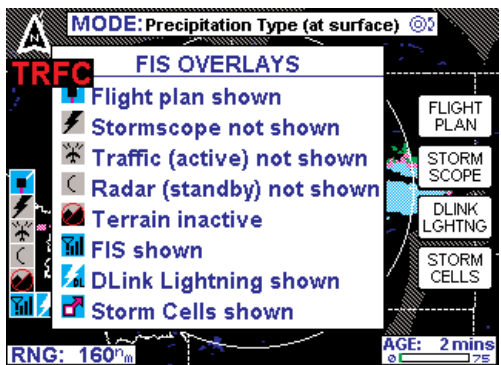 MODE: Precipitation Type (at surface)
N
TRFC
FIS OVERLAYS
Flight plan shown
Stormscope not shown
Traffic (active) not shown
Radar (standby) not shown
Terrain inactive
FIS shown
DLink Lightning shown
DL
Storm Cells shown
FLIGHT
PLAN
STORM
SCOPE
DLINK
LGHTNG
STORM
CELLS
RNG: 160nm
AGE: 2 mins
0 75